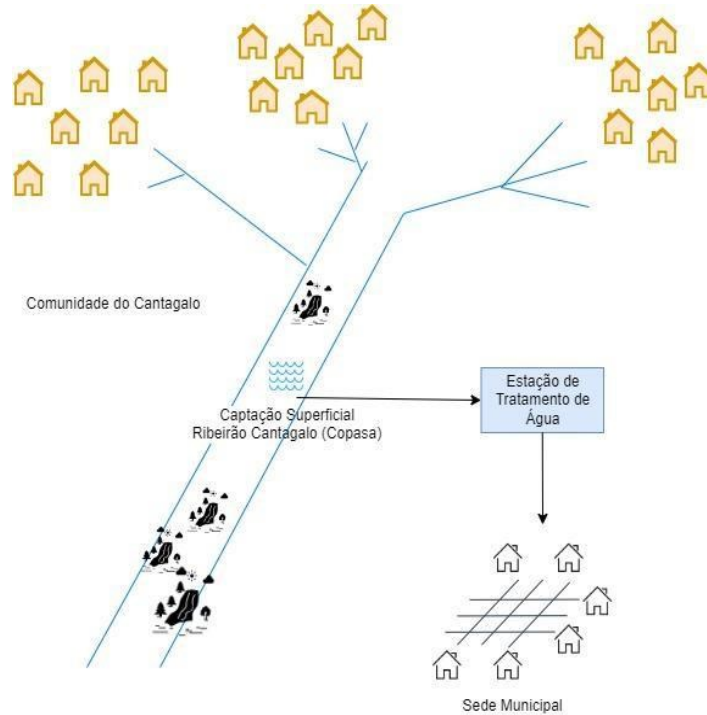 Comunidade do Cantagalo
Captação Superficial
Ribeirão Cantagalo (Copasa)
Estação de
Tratamento de
Água
Sede Municipal